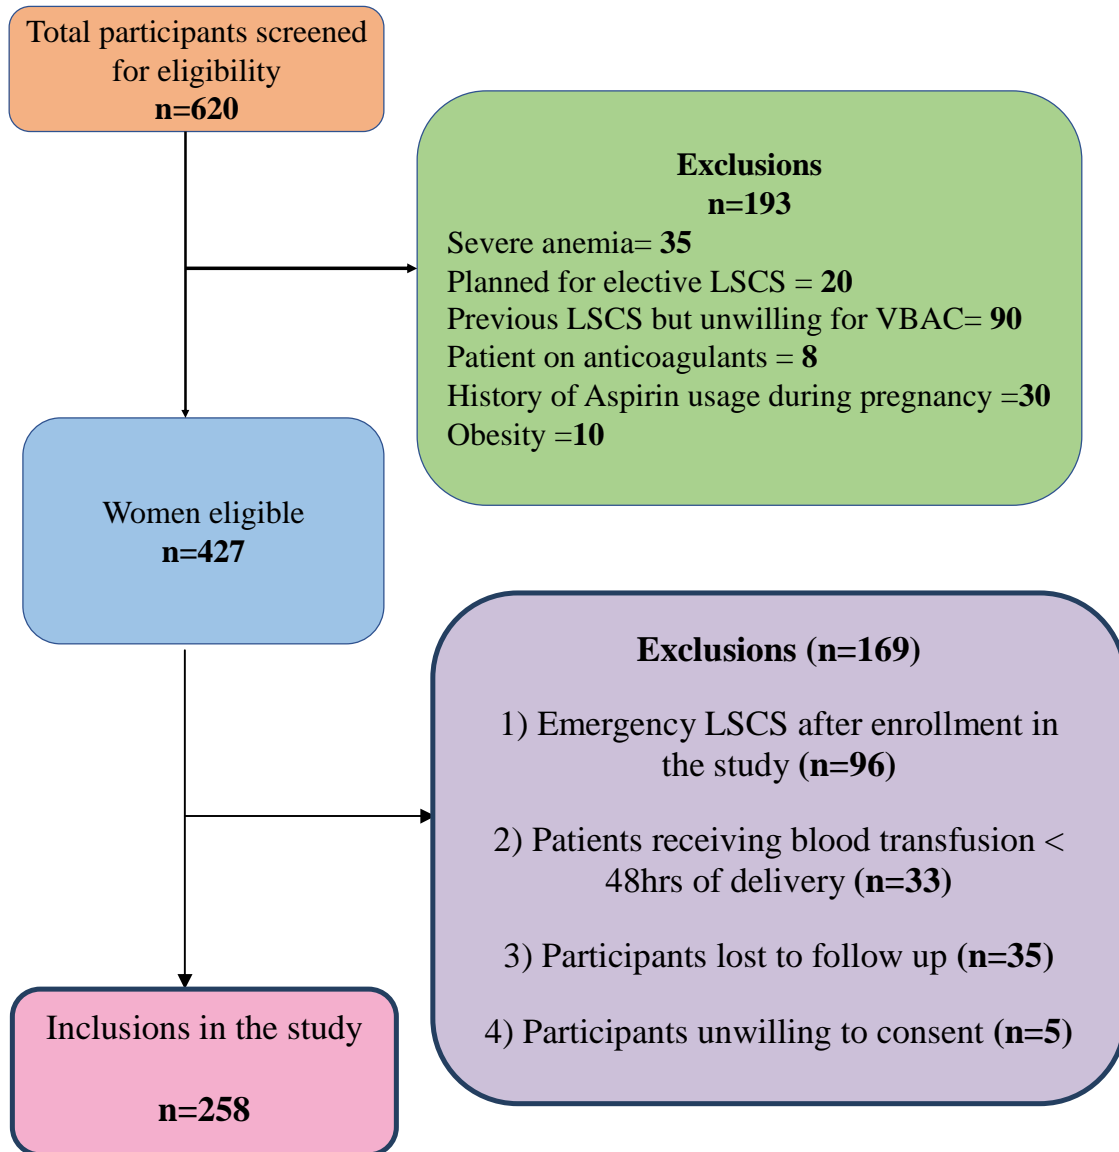 Total participants screened
for eligibility
n=620
Exclusions
n=193
Severe anemia= 35
Planned for elective LSCS = 20
Previous LSCS but unwilling for VBAC= 90
Patient on anticoagulants = 8
History of Aspirin usage during pregnancy =30
Obesity =10
Women eligible
n=427
Exclusions (n=169)
1) Emergency LSCS after enrollment in
the study (n=96)
2) Patients receiving blood transfusion <
48hrs of delivery (n=33)
3) Participants lost to follow up (n=35)
4) Participants unwilling to consent (n=5)
Inclusions in the study
n=258